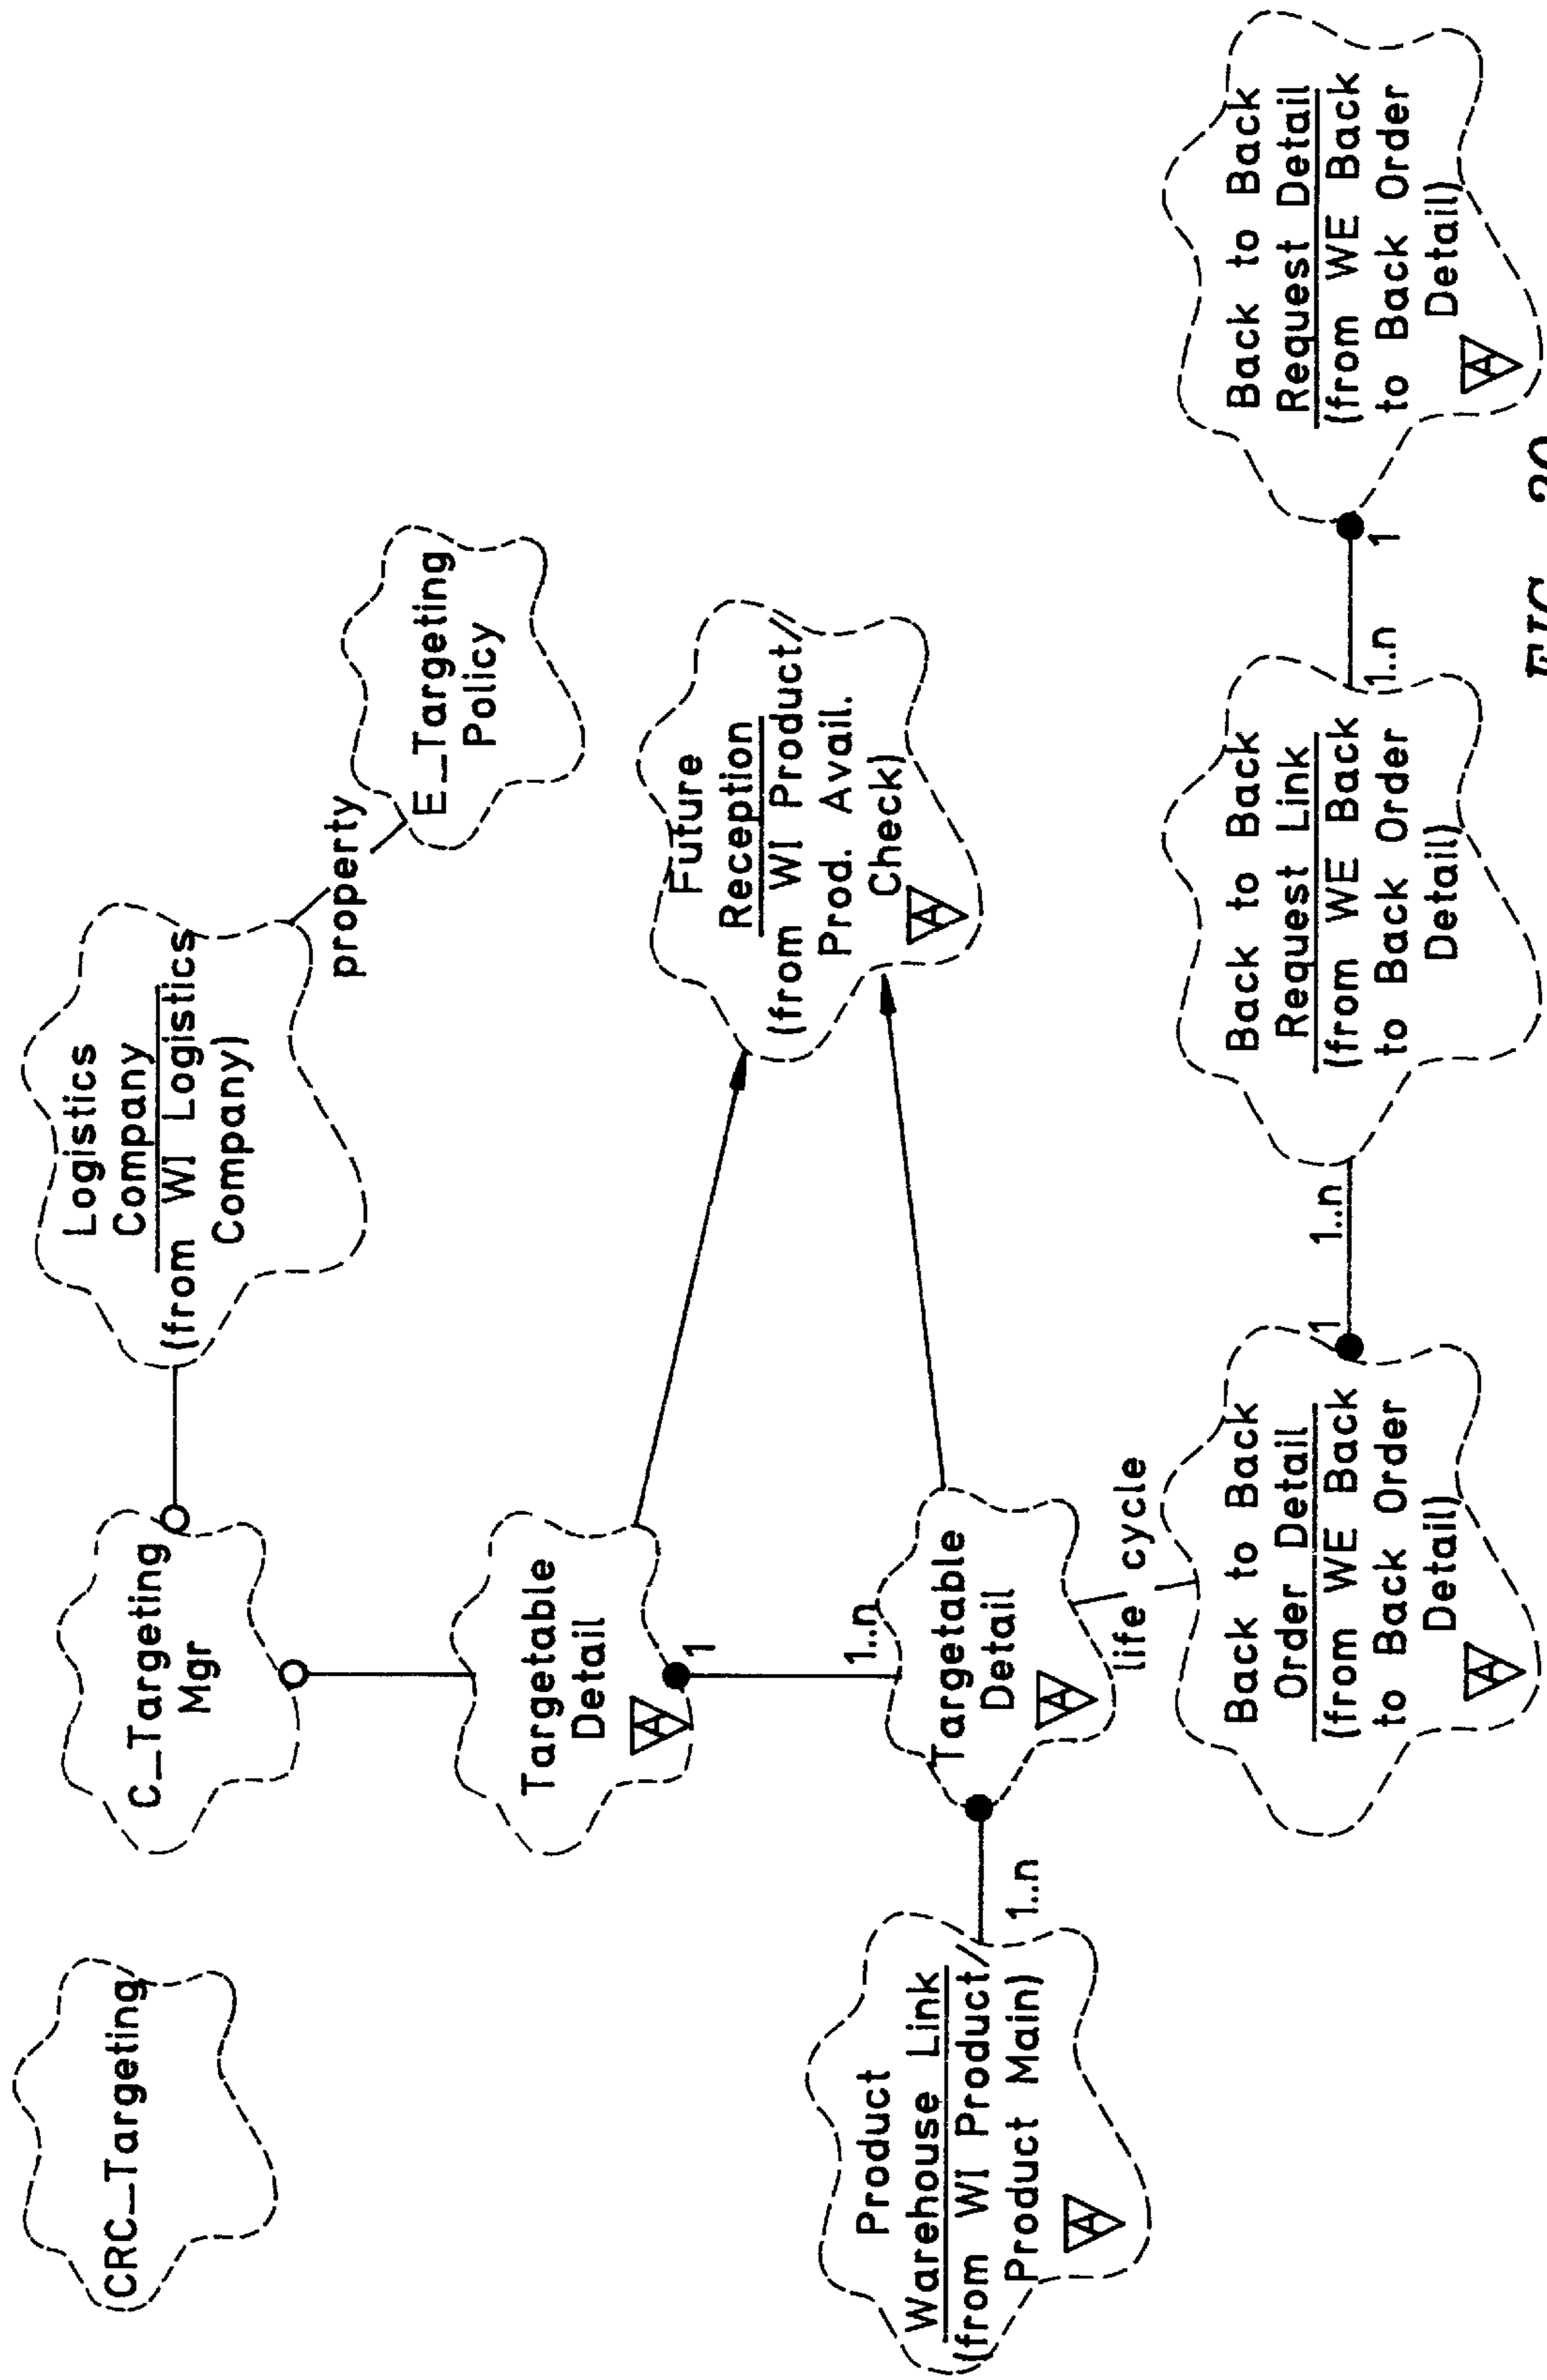 CRC_Targeting
C_Targeting
Mgr
Logistics
Company
(from WI Logistics
Company)
property
E_Targeting
Policy
Targetable
Detail
A
1
1..n
Future
Reception
(from WI Product/
Prod. Avail.
Check)
A
Product
Warehouse Link
(from WI Product/
Product Main)
A
1..n
Targetable
Detail
A
life cycle
Back to Back
Order Detail
(from WE Back
to Back Order
Detail)
A
1
1..n
Back to Back
Request Link
(from WE Back
to Back Order
Detail)
1..n
1
Back to Back
Request Detail
(from WE Back
to Back Order
Detail)
A